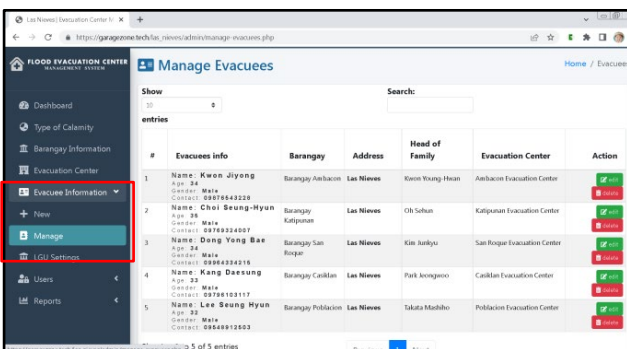 Las Nieves | Evacuation Center M
https://garagezone.tech/las_nieves/admin/manage-evacuees.php
FLOOD EVACUATION CENTER
MANAGEMENT SYSTEM
Manage Evacuees
Home / Evacuee
Dashboard
Type of Calamity
Barangay Information
Evacuation Center
Evacuee Information
New
Manage
LGU Settings
Users
Reports
Show
10
entries
Search:
# Evacuees info Barangay Address Head of Family Evacuation Center Action
1 Name: Kwon Jiyong Barangay Ambacon Las Nieves Kwon Young-Hwan Ambacon Evacuation Center edit
Age: 34
Gender: Male delete
Contact: 09876543220
2 Name: Choi Seung-Hyun Barangay Katipunan Las Nieves Oh Sehun Katipunan Evacuation Center edit
Age: 35
Gender: Male delete
Contact: 09769324007
3 Name: Dong Yong Bae Barangay San Roque Las Nieves Kim Junkyu San Roque Evacuation Center edit
Age: 34
Gender: Male delete
Contact: 09964334215
4 Name: Kang Daesung Barangay Casiklan Las Nieves Park Jeongwoo Casiklan Evacuation Center edit
Age: 33
Gender: Male delete
Contact: 09796103117
5 Name: Lee Seung Hyun Barangay Poblacion Las Nieves Takata Mashiho Poblacion Evacuation Center edit
Age: 32
Gender: Male delete
Contact: 09549912503
5 of 5 entries